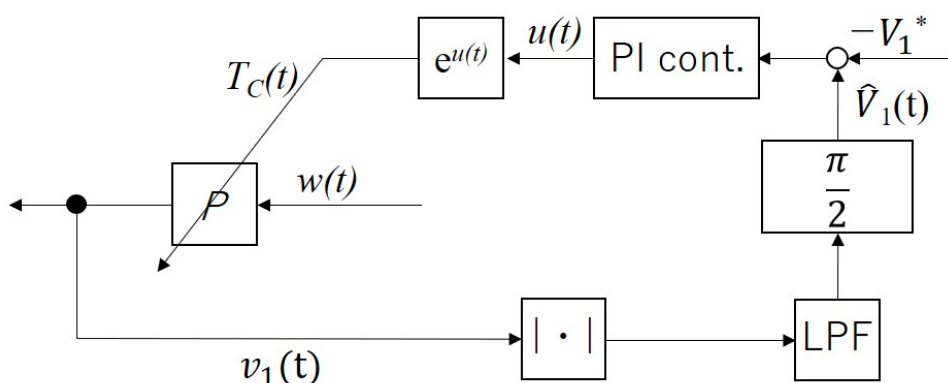 −V₁*
u(t)
e^{u(t)}
PI cont.
T_C(t)
V̂₁(t)
π
2
w(t)
P
| · |
LPF
v₁(t)